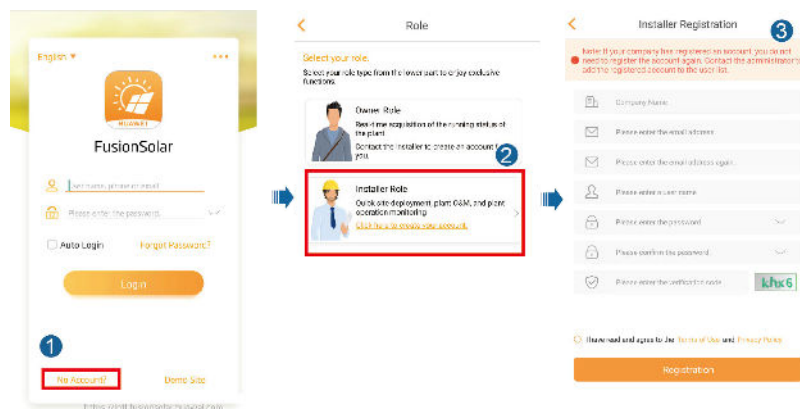 English ▼
HUAWEI
FusionSolar
User name, phone or email
Please enter the password.
Auto Login
Forgot Password?
Login
1
No Account?
Demo Site
Role
Select your role.
Select your role type from the lower part to enjoy exclusive
functions.
Owner Role
Real-time acquisition of the running status of
the plant
Contact the installer to create an account for
you.
2
Installer Role
Quick site deployment, plant O&M, and plant
operation monitoring
Click here to create your account.
Installer Registration
3
Note: If your company has registered an account, you do not
need to register the account again. Contact the administrator to
add the registered account to the user list.
Company Name
Please enter the email address
Please enter the email address again.
Please enter a user name
Please enter the password
Please confirm the password
Please enter the verification code
khx6
I have read and agree to the Terms of Use and Privacy Policy
Registration